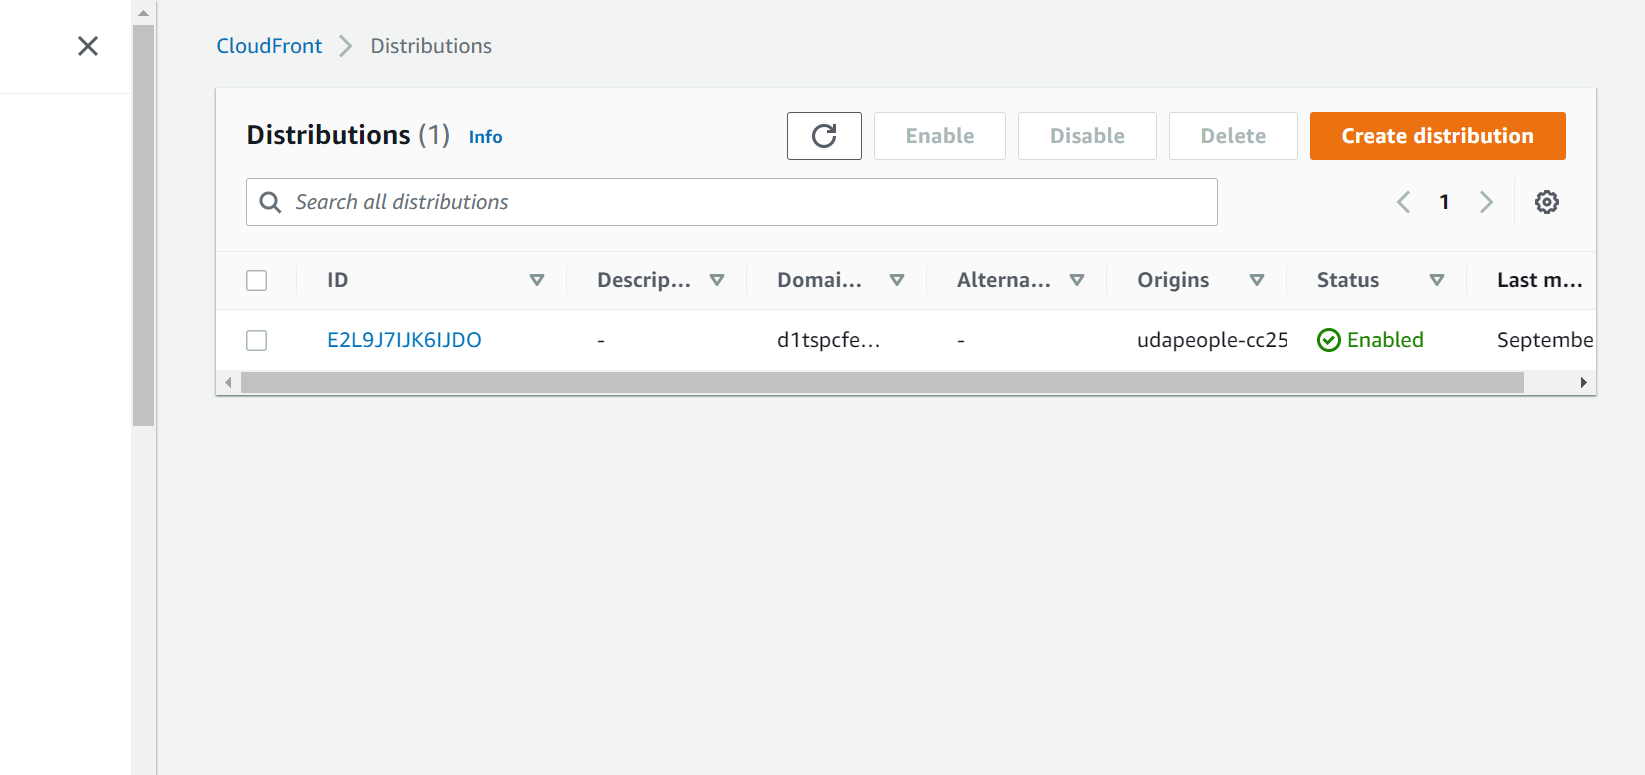 CloudFront Distributions
Distributions (1) Info
Enable Disable Delete Create distribution
Search all distributions
1
ID Descrip... Domai... Alterna... Origins Status Last m...
E2L9J7IJK6IJDO - d1tspcfe... - udapeople-cc25 Enabled Septembe